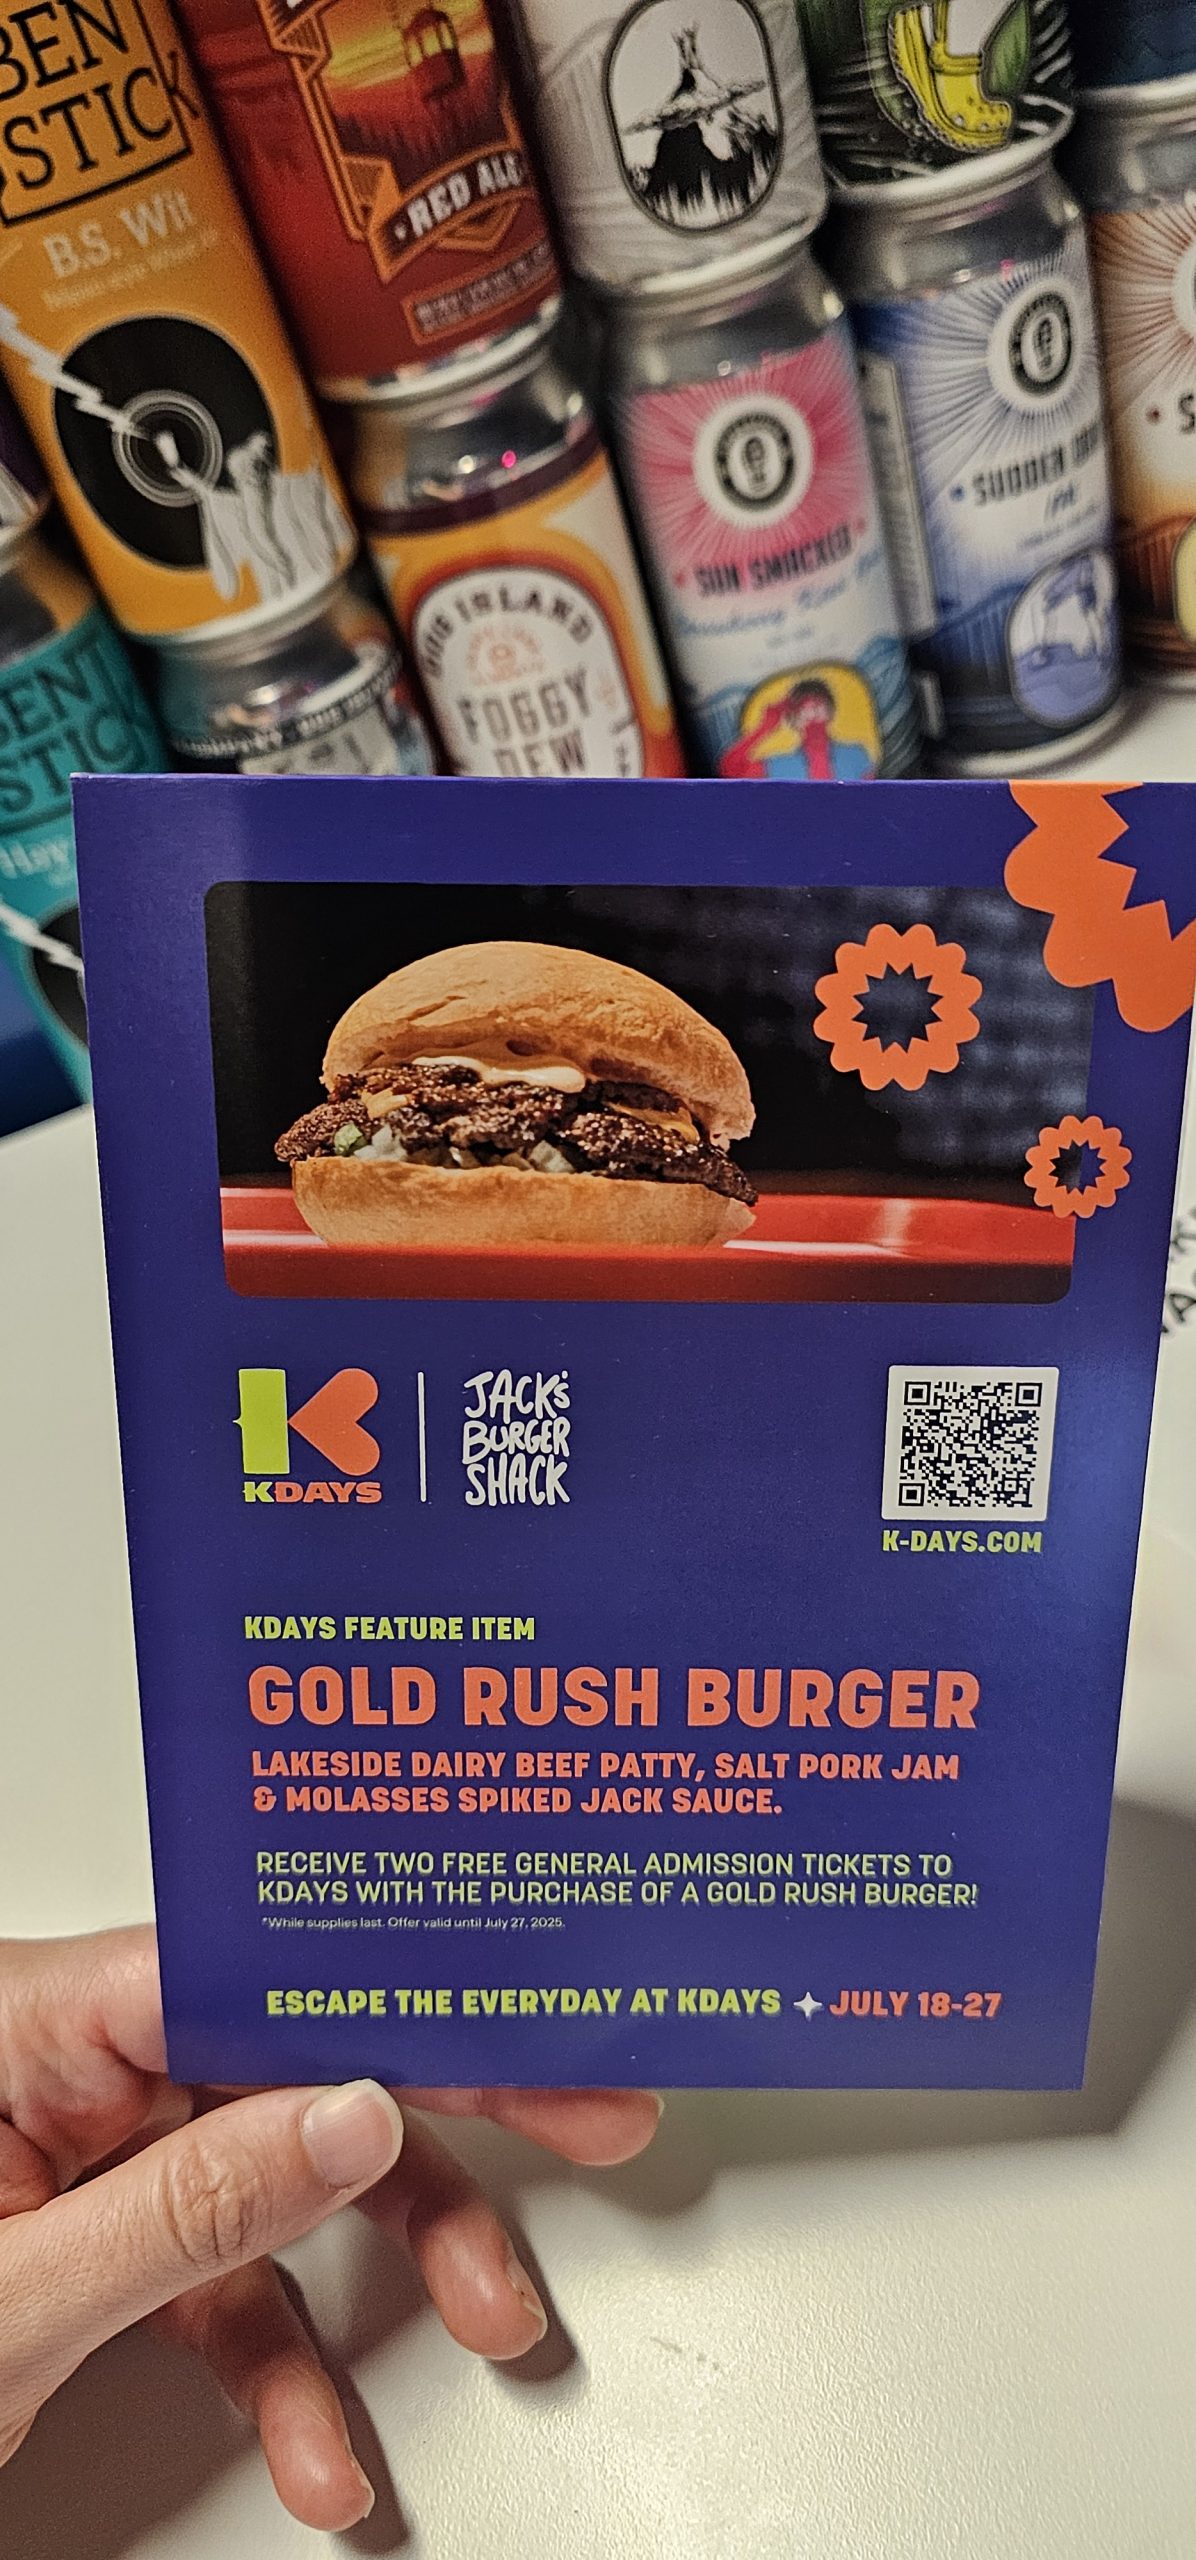 BEN
STICK
B.S. Wit
RED ALE
SUN SMACKED
SUDDEN
IPA
FOGGY
DEW
BEN
STIC
JACK's
BURGER
SHACK
KDAYS
K-DAYS.COM
KDAYS FEATURE ITEM
GOLD RUSH BURGER
LAKESIDE DAIRY BEEF PATTY, SALT PORK JAM
& MOLASSES SPIKED JACK SAUCE.
RECEIVE TWO FREE GENERAL ADMISSION TICKETS TO
KDAYS WITH THE PURCHASE OF A GOLD RUSH BURGER!
*While supplies last. Offer valid until July 27, 2025.
ESCAPE THE EVERYDAY AT KDAYS JULY 18-27